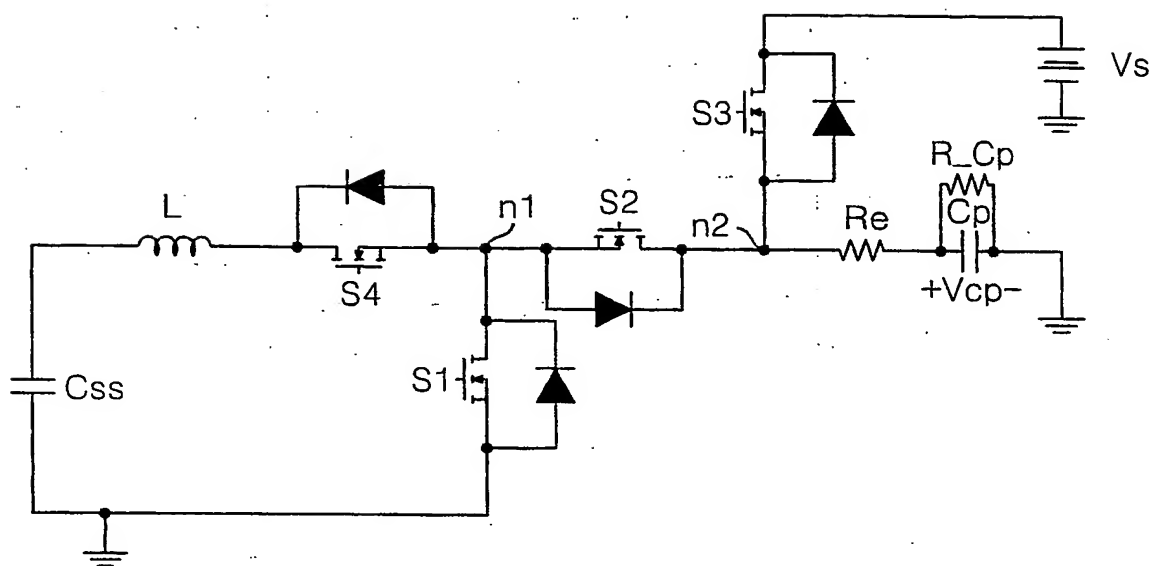 Vs
S3
R_Cp
L
n1
S2
n2
Re
Cp
S4
+Vcp-
S1
Css